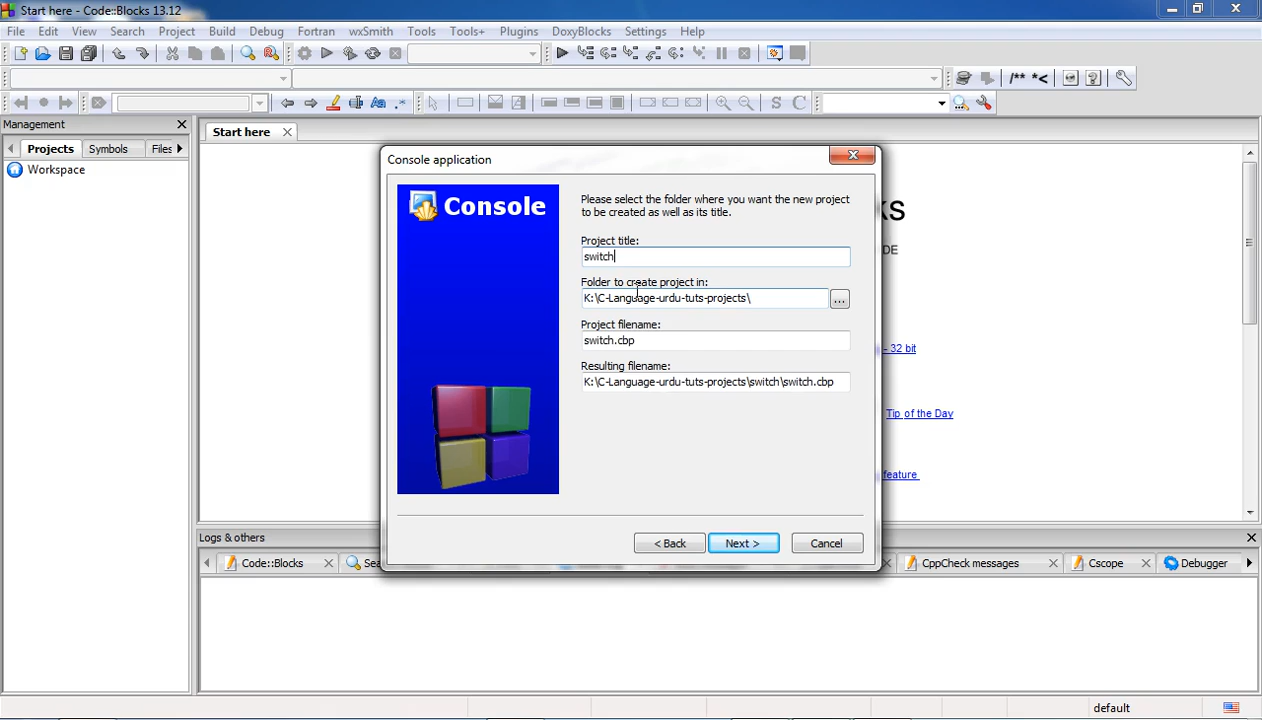 Start here - Code::Blocks 13.12
File Edit View Search Project Build Debug Fortran wxSmith Tools Tools+ Plugins DoxyBlocks Settings Help
/** *<
Aa .* S C
Management
Start here
Projects Symbols Files
Workspace
Console application
Console
Please select the folder where you want the new project
to be created as well as its title.
Project title:
switch
Folder to create project in:
K:\C-Language-urdu-tuts-projects\
...
Project filename:
switch.cbp
Resulting filename:
K:\C-Language-urdu-tuts-projects\switch\switch.cbp
- 32 bit
Tip of the Day
feature
< Back Next > Cancel
Logs & others
Code::Blocks Sea CppCheck messages Cscope Debugger
default